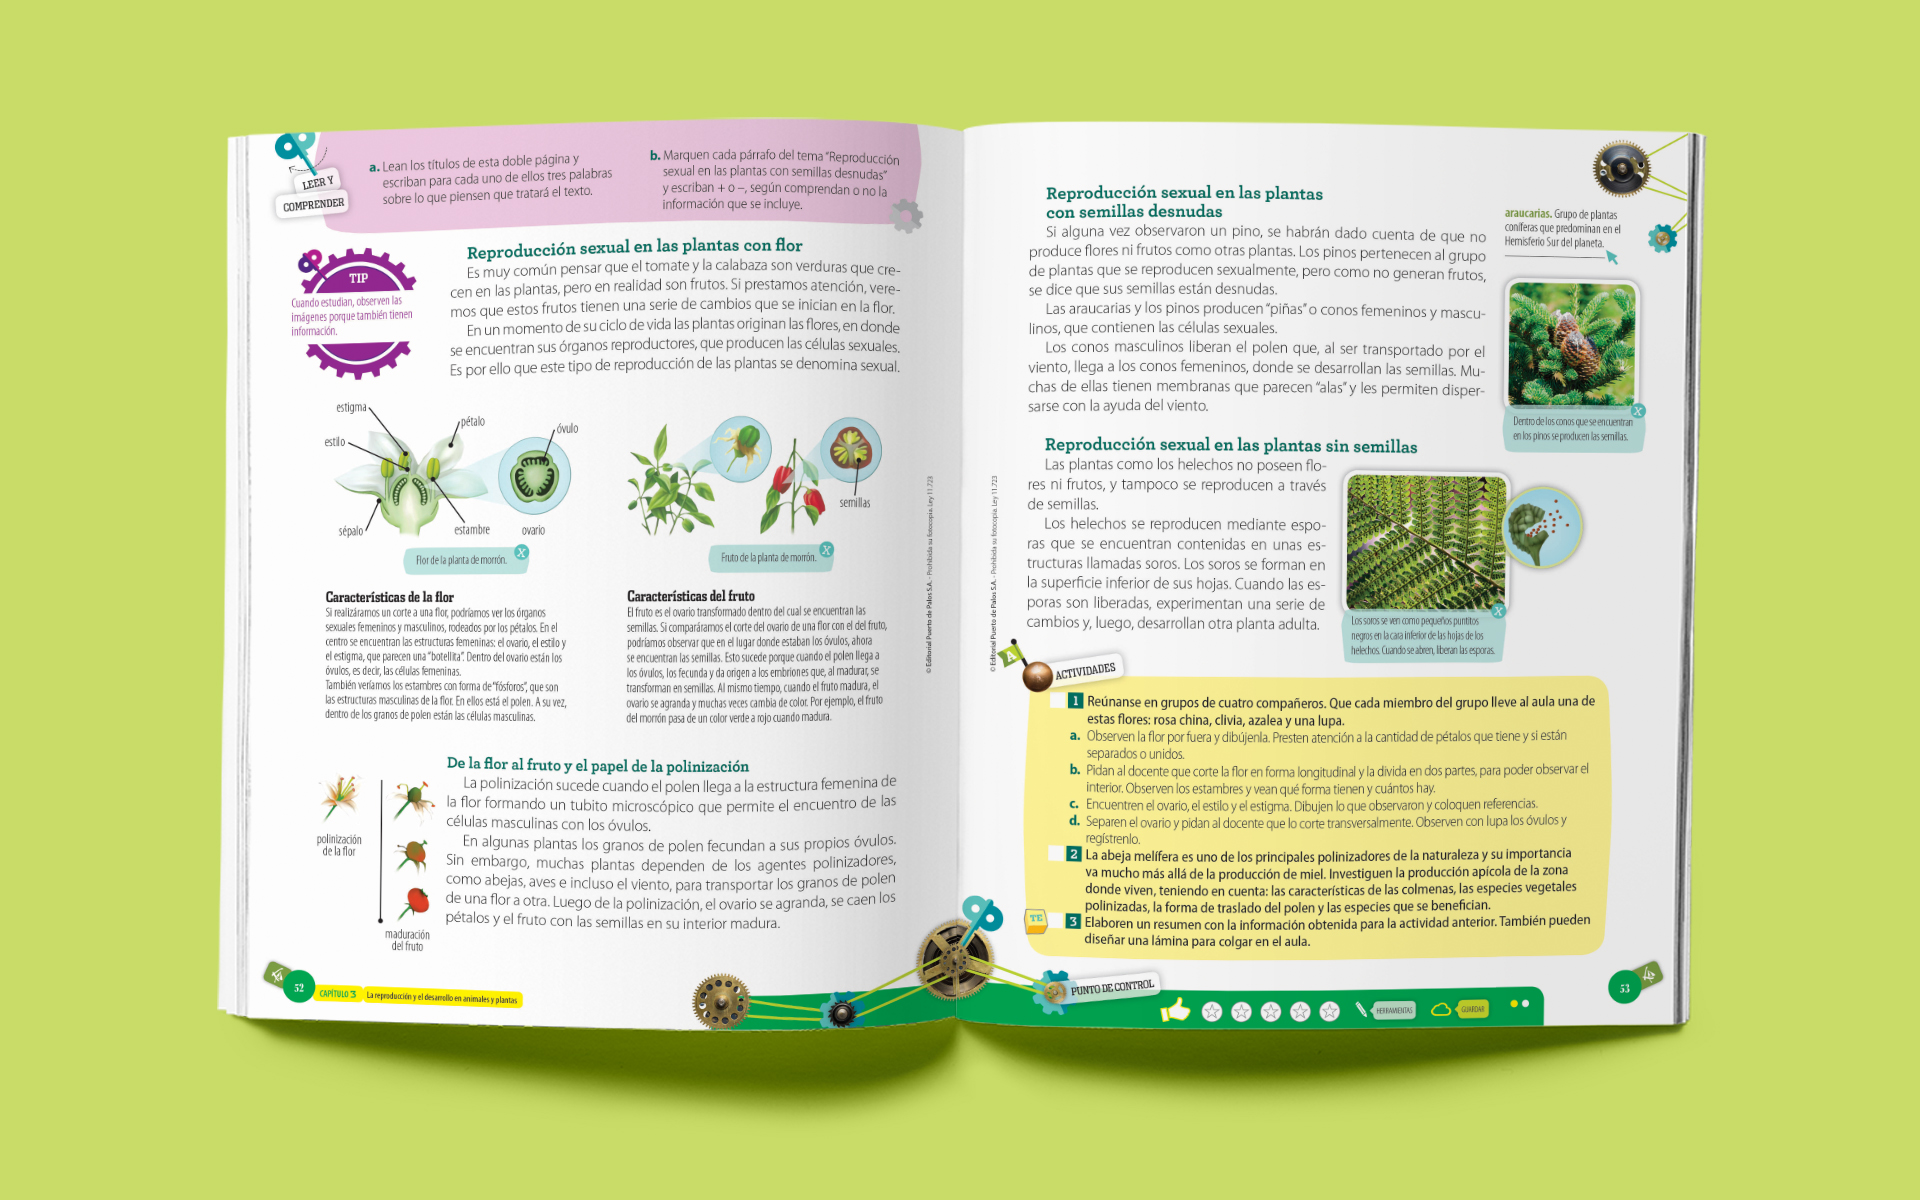 LEER Y
COMPRENDER
a. Lean los títulos de esta doble página y
escriban para cada uno de ellos tres palabras
sobre lo que piensen que tratará el texto.
b. Marquen cada párrafo del tema “Reproducción
sexual en las plantas con semillas desnudas”
y escriban + o –, según comprendan o no la
información que se incluye.
TIP
Cuando estudian, observen las
imágenes porque también tienen
información.
Reproducción sexual en las plantas con flor
Es muy común pensar que el tomate y la calabaza son verduras que cre-
cen en las plantas, pero en realidad son frutos. Si prestamos atención, vere-
mos que estos frutos tienen una serie de cambios que se inician en la flor.
En un momento de su ciclo de vida las plantas originan las flores, en donde
se encuentran sus órganos reproductores, que producen las células sexuales.
Es por ello que este tipo de reproducción de las plantas se denomina sexual.
estigma
pétalo
óvulo
estilo
sépalo
estambre
ovario
semillas
Flor de la planta de morrón.
X
Fruto de la planta de morrón.
X
Características de la flor
Si realizáramos un corte a una flor, podríamos ver los órganos
sexuales femeninos y masculinos, rodeados por los pétalos. En el
centro se encuentran las estructuras femeninas: el ovario, el estilo y
el estigma, que parecen una “botellita”. Dentro del ovario están los
óvulos, es decir, las células femeninas.
También veríamos los estambres con forma de “fósforos”, que son
las estructuras masculinas de la flor. En ellos está el polen. A su vez,
dentro de los granos de polen están las células masculinas.
Características del fruto
El fruto es el ovario transformado dentro del cual se encuentran las
semillas. Si comparáramos el corte del ovario de una flor con el del fruto,
podríamos observar que en el lugar donde estaban los óvulos, ahora
se encuentran las semillas. Esto sucede porque cuando el polen llega a
los óvulos, los fecunda y da origen a los embriones que, al madurar, se
transforman en semillas. Al mismo tiempo, cuando el fruto madura, el
ovario se agranda y muchas veces cambia de color. Por ejemplo, el fruto
del morrón pasa de un color verde a rojo cuando madura.
polinización
de la flor
maduración
del fruto
De la flor al fruto y el papel de la polinización
La polinización sucede cuando el polen llega a la estructura femenina de
la flor formando un tubito microscópico que permite el encuentro de las
células masculinas con los óvulos.
En algunas plantas los granos de polen fecundan a sus propios óvulos.
Sin embargo, muchas plantas dependen de los agentes polinizadores,
como abejas, aves e incluso el viento, para transportar los granos de polen
de una flor a otra. Luego de la polinización, el ovario se agranda, se caen los
pétalos y el fruto con las semillas en su interior madura.
52
CAPÍTULO 3
La reproducción y el desarrollo en animales y plantas
© Editorial Puerto de Palos S.A. - Prohibida su fotocopia. Ley 11.723
© Editorial Puerto de Palos S.A. - Prohibida su fotocopia. Ley 11.723
Reproducción sexual en las plantas
con semillas desnudas
Si alguna vez observaron un pino, se habrán dado cuenta de que no
produce flores ni frutos como otras plantas. Los pinos pertenecen al grupo
de plantas que se reproducen sexualmente, pero como no generan frutos,
se dice que sus semillas están desnudas.
Las araucarias y los pinos producen “piñas” o conos femeninos y mascu-
linos, que contienen las células sexuales.
Los conos masculinos liberan el polen que, al ser transportado por el
viento, llega a los conos femeninos, donde se desarrollan las semillas. Mu-
chas de ellas tienen membranas que parecen “alas” y les permiten disper-
sarse con la ayuda del viento.
araucarias. Grupo de plantas
coníferas que predominan en el
Hemisferio Sur del planeta.
X
Dentro de los conos que se encuentran
en los pinos se producen las semillas.
Reproducción sexual en las plantas sin semillas
Las plantas como los helechos no poseen flo-
res ni frutos, y tampoco se reproducen a través
de semillas.
Los helechos se reproducen mediante espo-
ras que se encuentran contenidas en unas es-
tructuras llamadas soros. Los soros se forman en
la superficie inferior de sus hojas. Cuando las es-
poras son liberadas, experimentan una serie de
cambios y, luego, desarrollan otra planta adulta.
X
Los soros se ven como pequeños puntitos
negros en la cara inferior de las hojas de los
helechos. Cuando se abren, liberan las esporas.
A
ACTIVIDADES
1 Reúnanse en grupos de cuatro compañeros. Que cada miembro del grupo lleve al aula una de
estas flores: rosa china, clivia, azalea y una lupa.
a. Observen la flor por fuera y dibújenla. Presten atención a la cantidad de pétalos que tiene y si están
separados o unidos.
b. Pidan al docente que corte la flor en forma longitudinal y la divida en dos partes, para poder observar el
interior. Observen los estambres y vean qué forma tienen y cuántos hay.
c. Encuentren el ovario, el estilo y el estigma. Dibujen lo que observaron y coloquen referencias.
d. Separen el ovario y pidan al docente que lo corte transversalmente. Observen con lupa los óvulos y
regístrenlo.
2 La abeja melífera es uno de los principales polinizadores de la naturaleza y su importancia
va mucho más allá de la producción de miel. Investiguen la producción apícola de la zona
donde viven, teniendo en cuenta: las características de las colmenas, las especies vegetales
polinizadas, la forma de traslado del polen y las especies que se benefician.
TE
3 Elaboren un resumen con la información obtenida para la actividad anterior. También pueden
diseñar una lámina para colgar en el aula.
PUNTO DE CONTROL
HERRAMIENTAS
GUARDAR
53